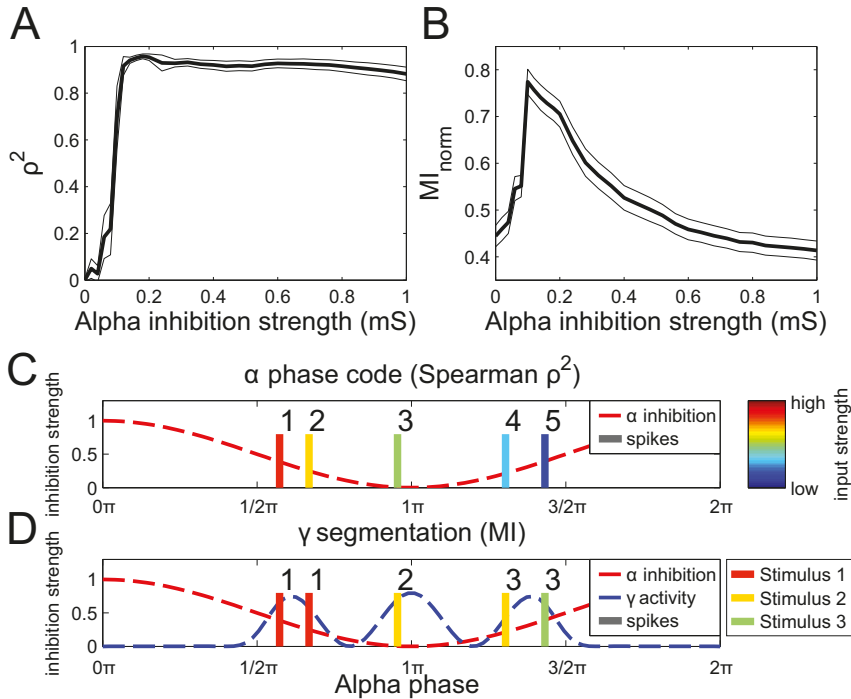 A
B
1
0.8
0.6
0.4
0.2
0
ρ²
0 0.2 0.4 0.6 0.8 1
Alpha inhibition strength (mS)
0.8
0.7
0.6
0.5
0.4
MI norm
0 0.2 0.4 0.6 0.8 1
Alpha inhibition strength (mS)
C
α phase code (Spearman ρ²)
inhibition strength
1
0.5
0
1 2 3 4 5
α inhibition
spikes
0π 1/2π 1π 3/2π 2π
high
low
input strength
D
γ segmentation (MI)
inhibition strength
1
0.5
0
1 1 2 3 3
α inhibition
γ activity
spikes
Stimulus 1
Stimulus 2
Stimulus 3
0π 1/2π 1π 3/2π 2π
Alpha phase